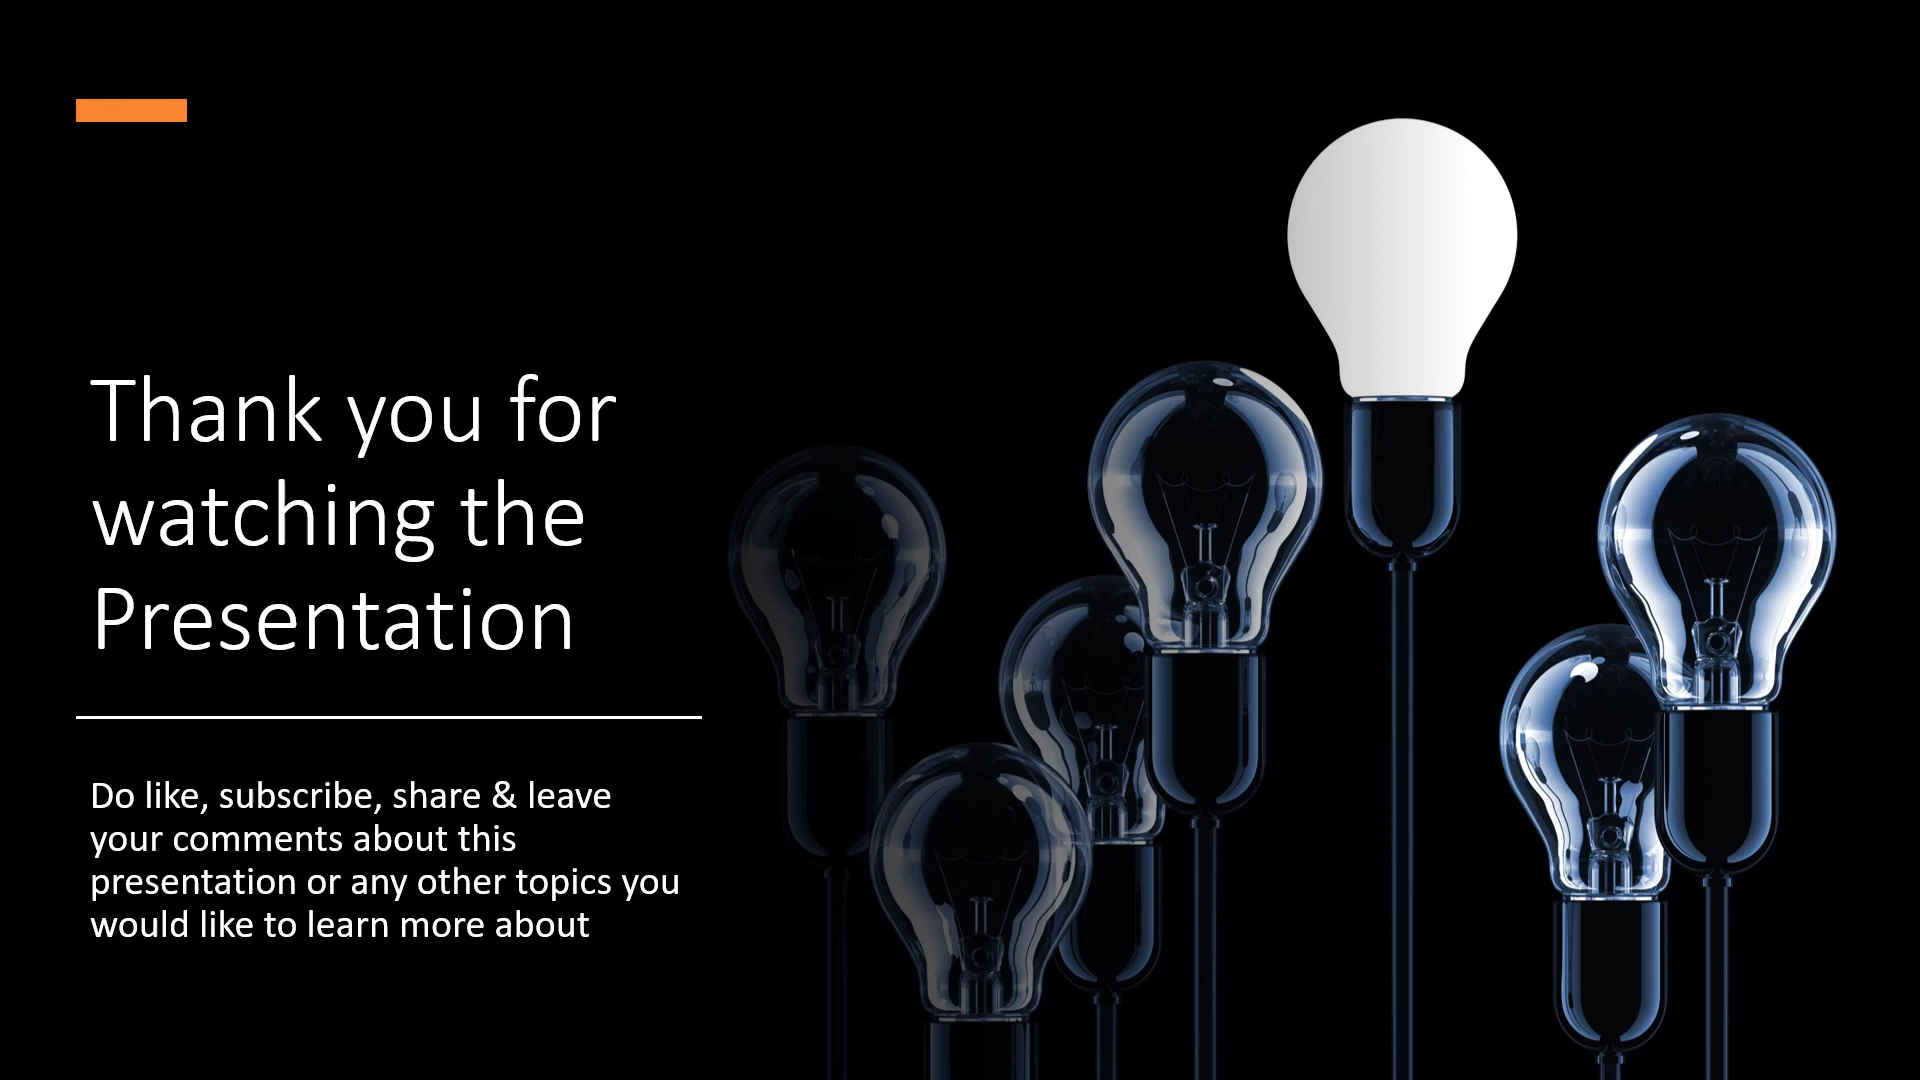 Thank you for
watching the
Presentation
Do like, subscribe, share & leave
your comments about this
presentation or any other topics you
would like to learn more about